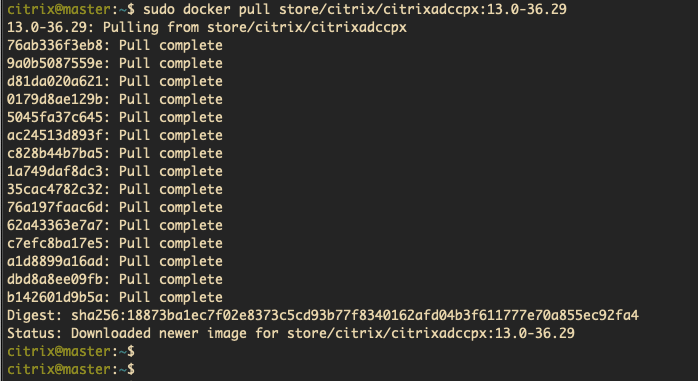 citrix@master:~$ sudo docker pull store/citrix/citrixadccpx:13.0-36.29
13.0-36.29: Pulling from store/citrix/citrixadccpx
76ab336f3eb8: Pull complete
9a0b5087559e: Pull complete
d81da020a621: Pull complete
0179d8ae129b: Pull complete
5045fa37c645: Pull complete
ac24513d893f: Pull complete
c828b44b7ba5: Pull complete
1a749daf8dc3: Pull complete
35cac4782c32: Pull complete
76a197faac6d: Pull complete
62a43363e7a7: Pull complete
c7efc8ba17e5: Pull complete
a1d8899a16ad: Pull complete
dbd8a8ee09fb: Pull complete
b142601d9b5a: Pull complete
Digest: sha256:18873ba1ec7f02e8373c5cd93b77f8340162afd04b3f611777e70a855ec92fa4
Status: Downloaded newer image for store/citrix/citrixadccpx:13.0-36.29
citrix@master:~$
citrix@master:~$